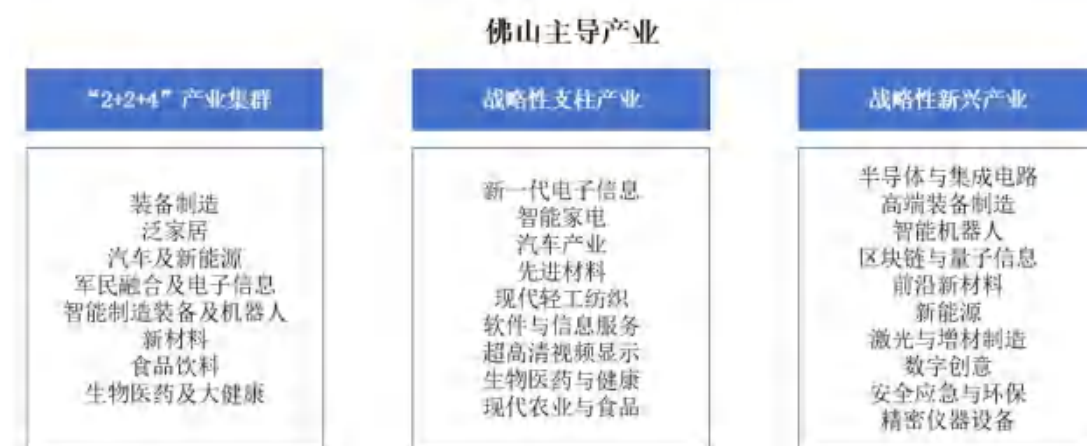 佛山主导产业
“2+2+4”产业集群
装备制造
泛家居
汽车及新能源
军民融合及电子信息
智能制造装备及机器人
新材料
食品饮料
生物医药及大健康
战略性支柱产业
新一代电子信息
智能家电
汽车产业
先进材料
现代轻工纺织
软件与信息服务
超高清视频显示
生物医药与健康
现代农业与食品
战略性新兴产业
半导体与集成电路
高端装备制造
智能机器人
区块链与量子信息
前沿新材料
新能源
激光与增材制造
数字创意
安全应急与环保
精密仪器设备